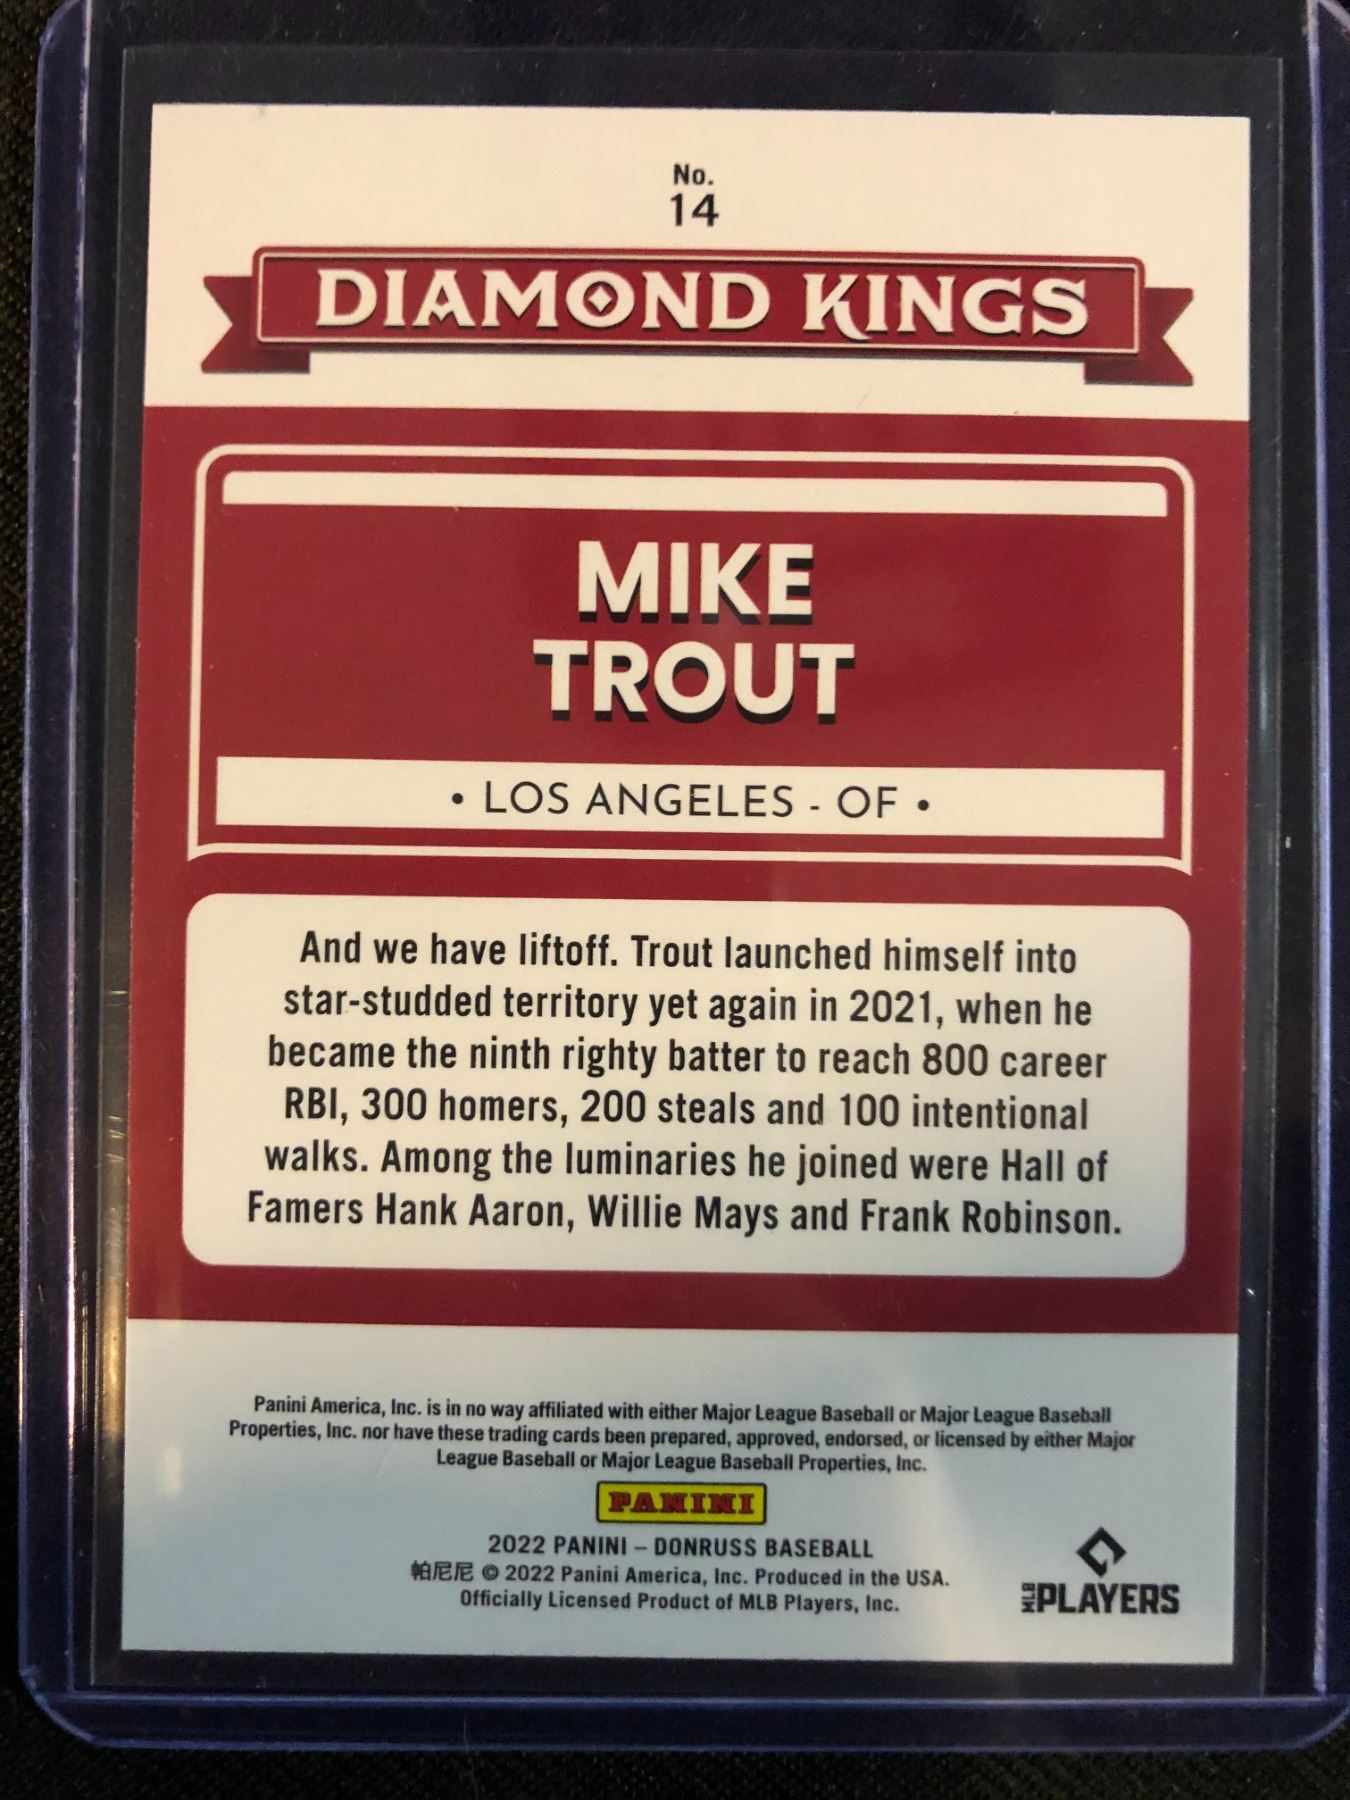 No.
14
DIAMOND KINGS
MIKE
TROUT
• LOS ANGELES - OF •
And we have liftoff. Trout launched himself into
star-studded territory yet again in 2021, when he
became the ninth righty batter to reach 800 career
RBI, 300 homers, 200 steals and 100 intentional
walks. Among the luminaries he joined were Hall of
Famers Hank Aaron, Willie Mays and Frank Robinson.
Panini America, Inc. is in no way affiliated with either Major League Baseball or Major League Baseball
Properties, Inc. nor have these trading cards been prepared, approved, endorsed, or licensed by either Major
League Baseball or Major League Baseball Properties, Inc.
PANINI
2022 PANINI – DONRUSS BASEBALL
帕尼尼 © 2022 Panini America, Inc. Produced in the USA.
Officially Licensed Product of MLB Players, Inc.
MLB PLAYERS